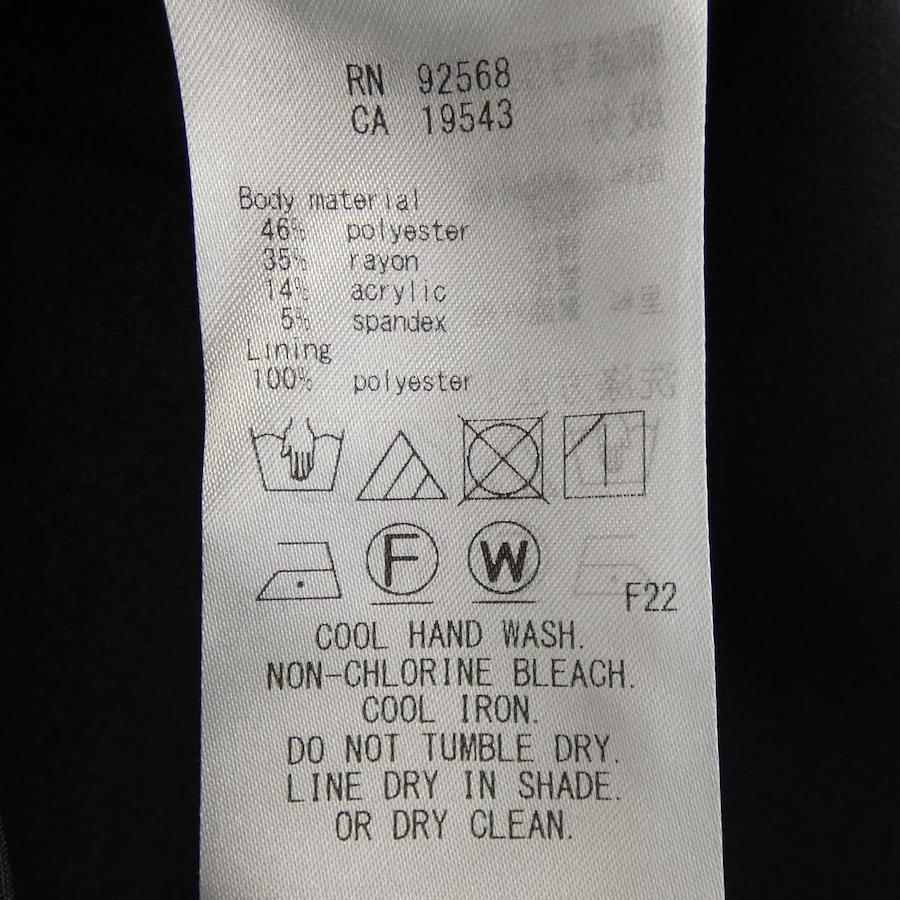 RN 92568
CA 19543
Body material
46% polyester
35% rayon
14% acrylic
5% spandex
Lining
100% polyester
F W
F22
COOL HAND WASH.
NON-CHLORINE BLEACH.
COOL IRON.
DO NOT TUMBLE DRY.
LINE DRY IN SHADE.
OR DRY CLEAN.